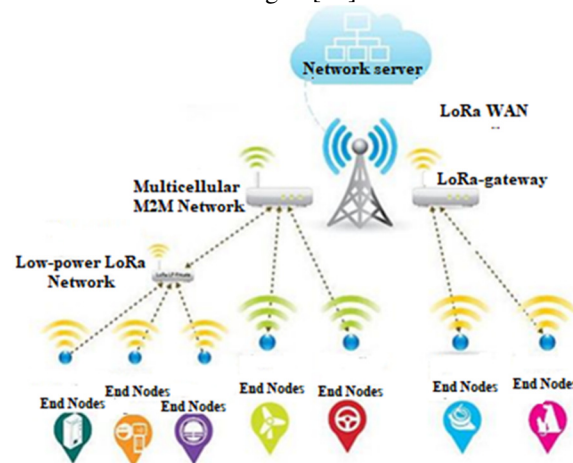 Network server
LoRa WAN
LoRa-gateway
Multicellular
M2M Network
Low-power LoRa
Network
End Nodes
End Nodes
End Nodes
End Nodes
End Nodes
End Nodes
End Nodes